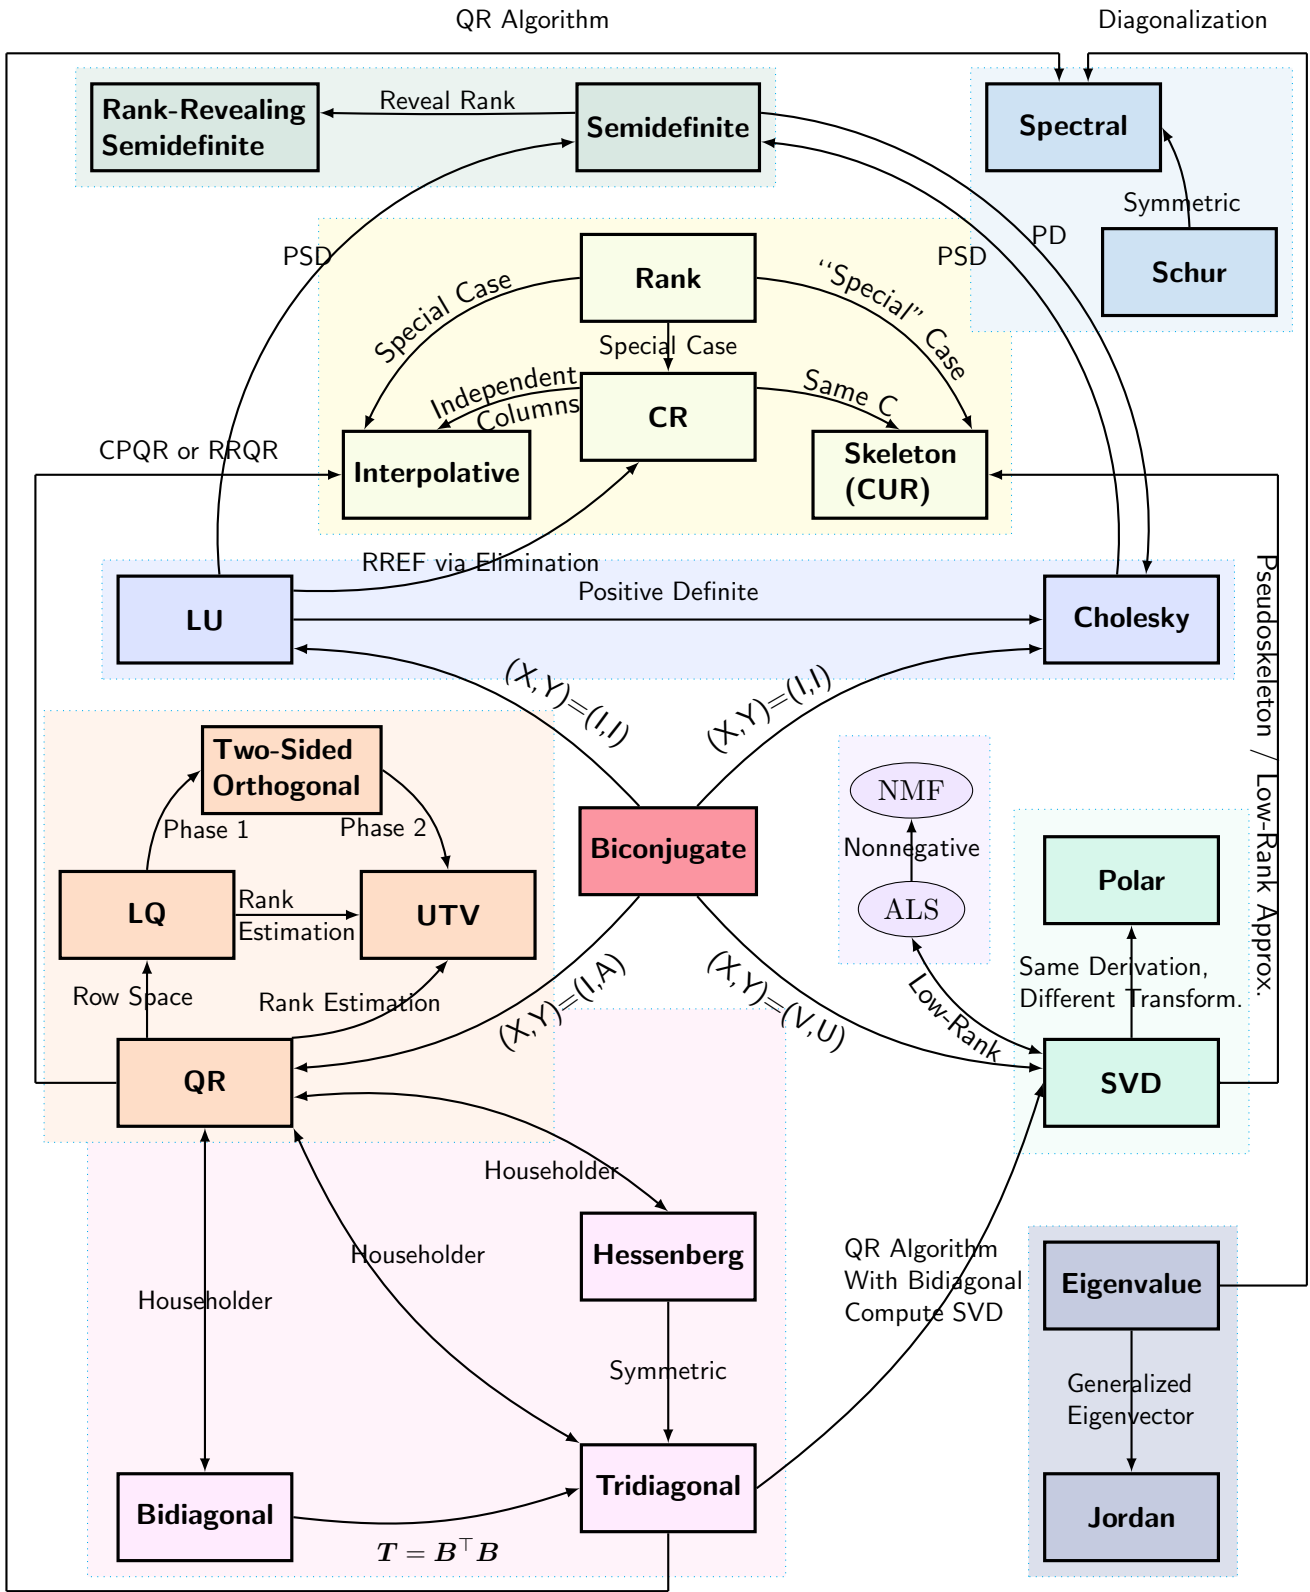 QR Algorithm
Diagonalization
Rank-Revealing
Semidefinite
Reveal Rank
Semidefinite
Spectral
Symmetric
Schur
PSD
PSD
PD
Rank
Special Case
Special Case
‘‘Special” Case
Independent
Columns
CR
Same C
CPQR or RRQR
Interpolative
Skeleton
(CUR)
RREF via Elimination
LU
Positive Definite
Cholesky
Pseudoskeleton / Low-Rank Approx.
(X,Y)=(I,I)
(X,Y)=(I,I)
Two-Sided
Orthogonal
Phase 1
Phase 2
LQ
Rank
Estimation
UTV
Row Space
Rank Estimation
QR
Biconjugate
(X,Y)=(I,A)
(X,Y)=(V,U)
NMF
Nonnegative
ALS
Low-Rank
Polar
Same Derivation,
Different Transform.
SVD
Householder
Householder
Householder
Hessenberg
Symmetric
QR Algorithm
With Bidiagonal
Compute SVD
Eigenvalue
Generalized
Eigenvector
Jordan
Bidiagonal
T = B⊤B
Tridiagonal